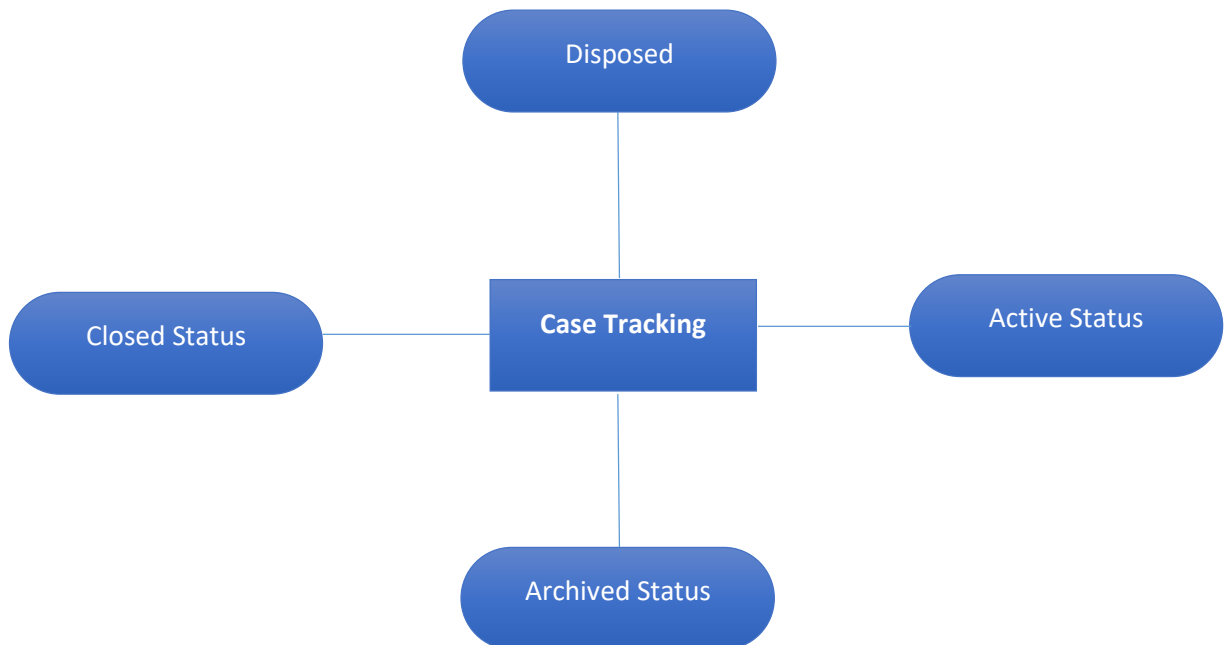 Disposed
Case Tracking
Active Status
Closed Status
Archived Status